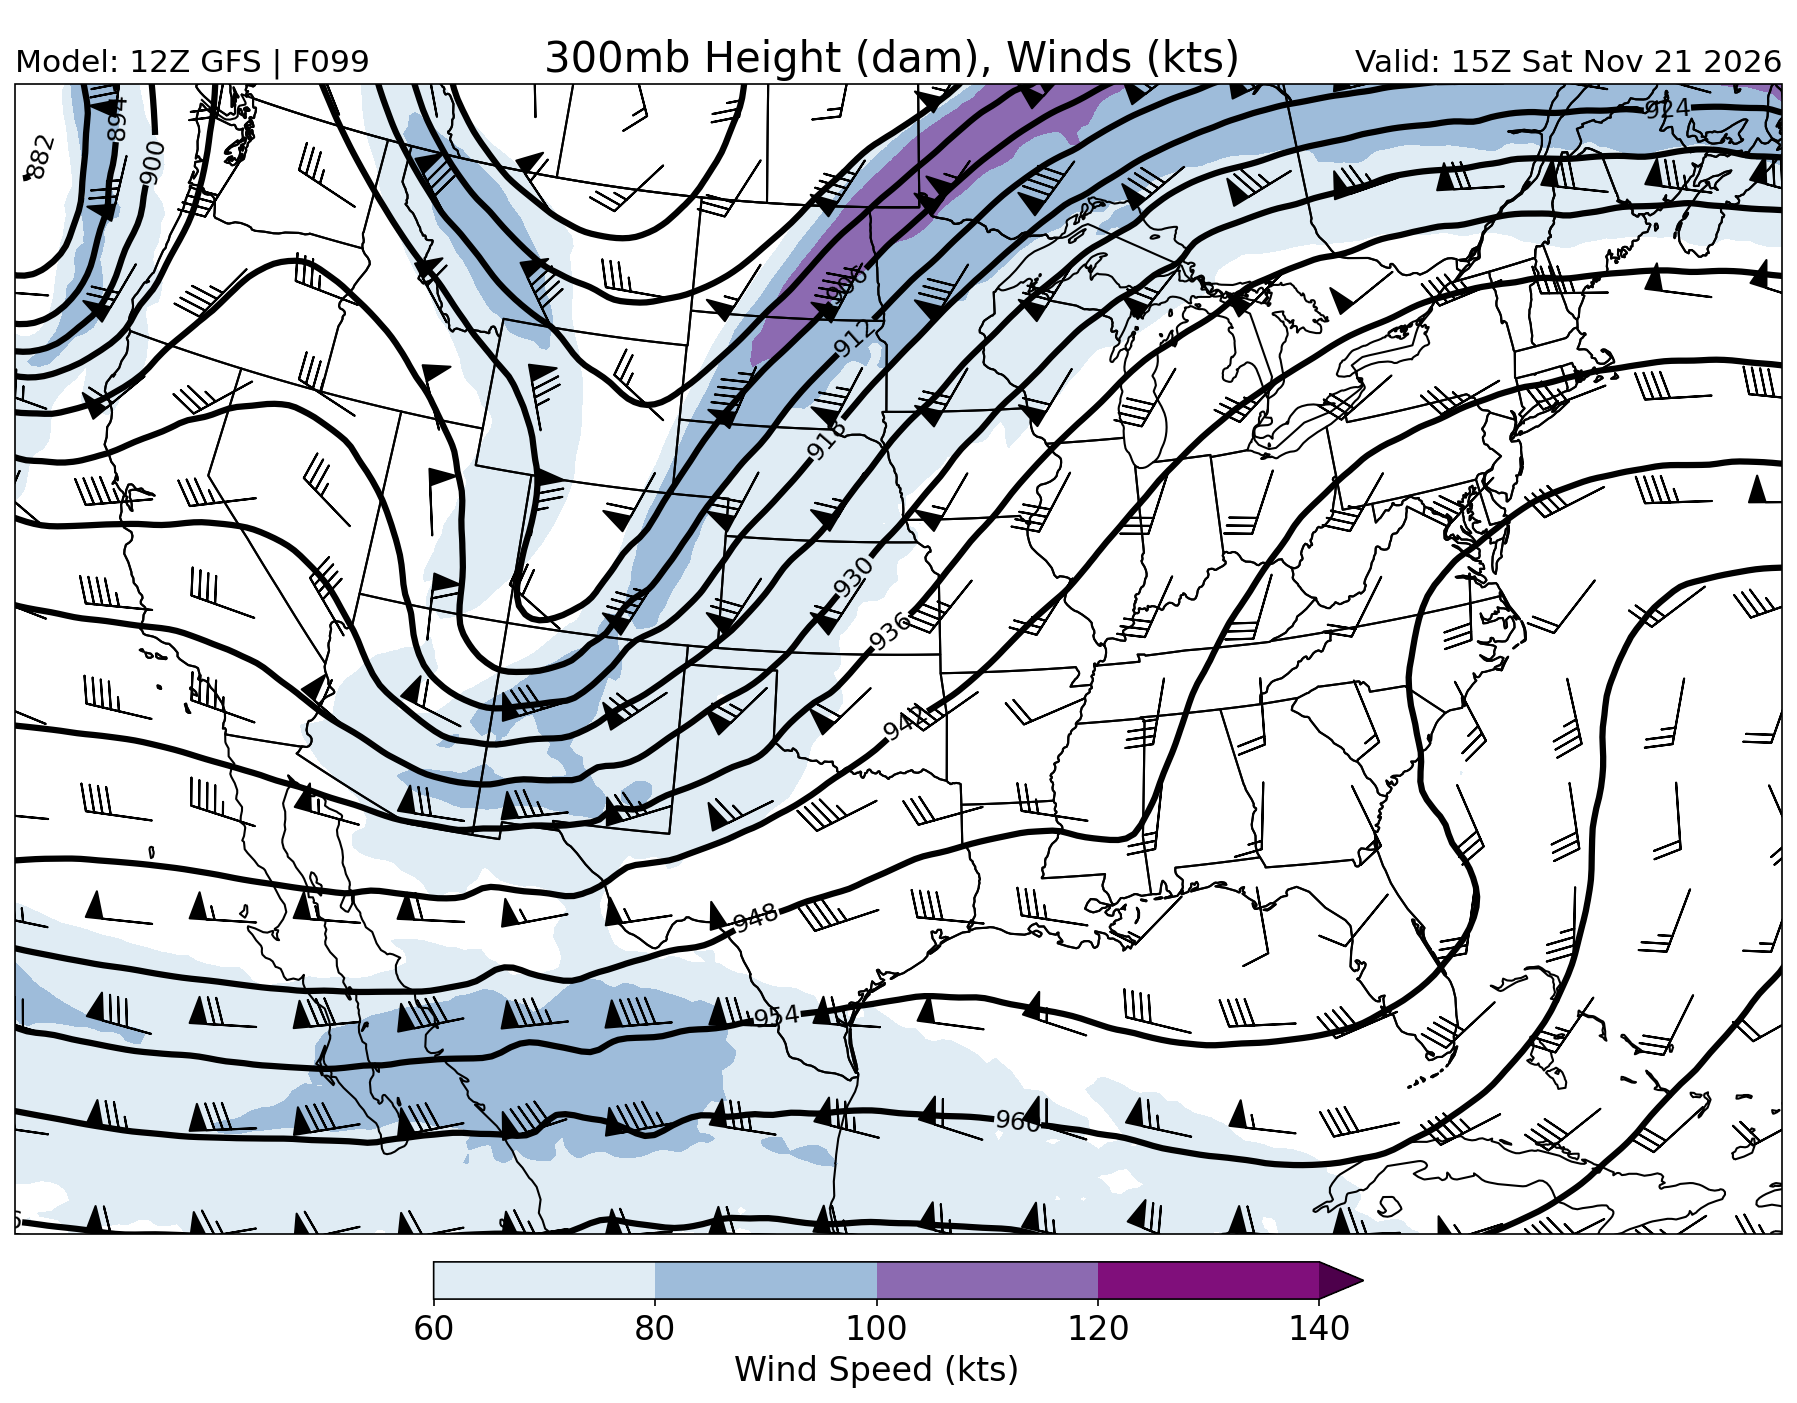 Model: 12Z GFS | F099
300mb Height (dam), Winds (kts)
Valid: 15Z Sat Nov 21 2026
882
894
900
924
906
912
918
930
936
942
948
954
960
60 80 100 120 140
Wind Speed (kts)